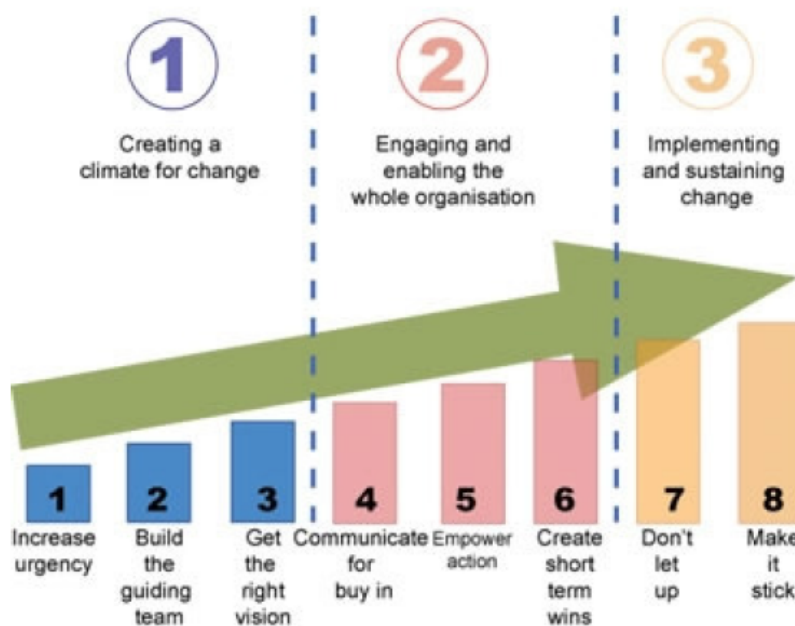 1
Creating a
climate for change
2
Engaging and
enabling the
whole organisation
3
Implementing
and sustaining
change
1
Increase
urgency
2
Build
the
guiding
team
3
Get
the
right
vision
4
Communicate
for
buy in
5
Empower
action
6
Create
short
term
wins
7
Don't
let
up
8
Make
it
stick